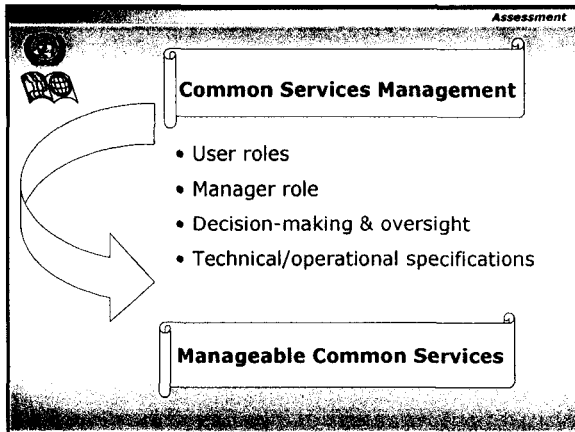 Assessment
Common Services Management
• User roles
• Manager role
• Decision-making & oversight
• Technical/operational specifications
Manageable Common Services